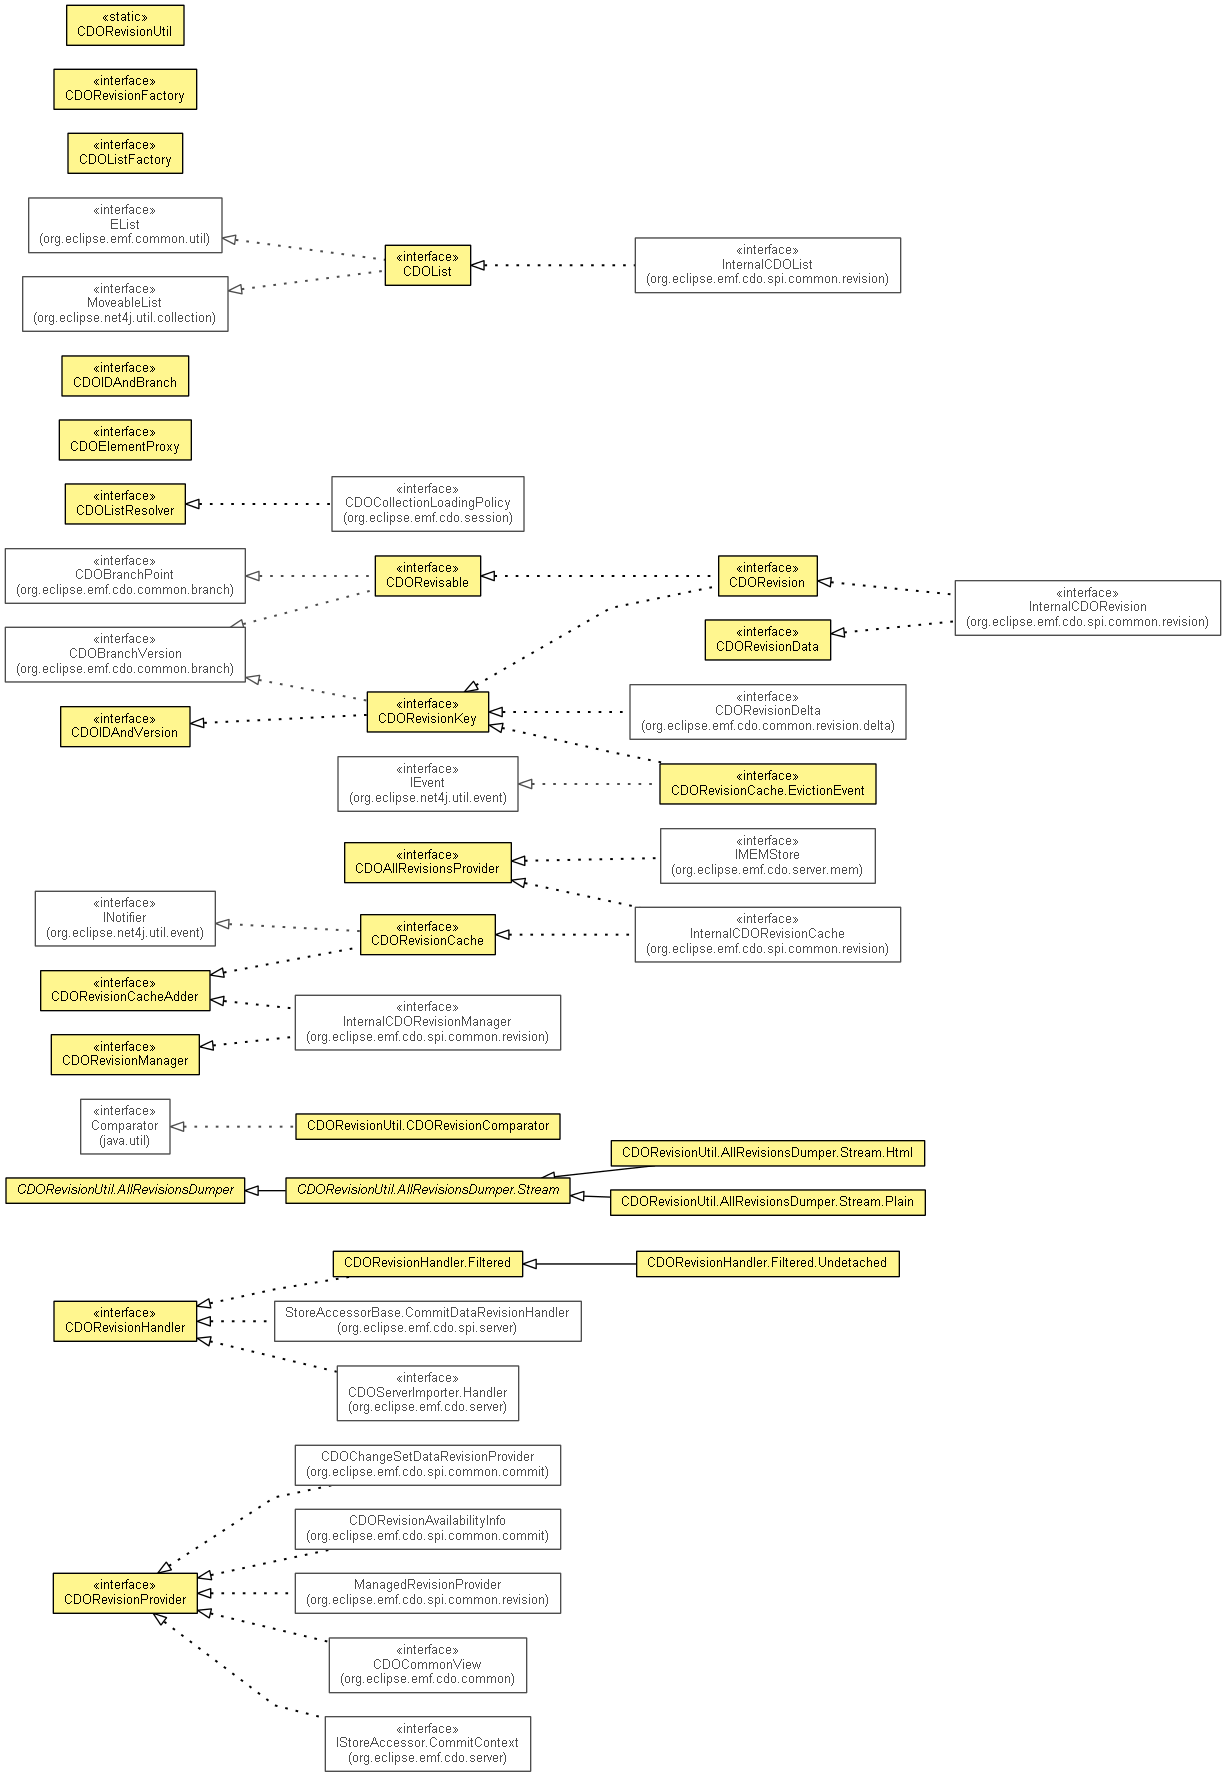 «static»
CDORevisionUtil
«interface»
CDORevisionFactory
«interface»
CDOListFactory
«interface»
EList
(org.eclipse.emf.common.util)
«interface»
CDOList
«interface»
InternalCDOList
(org.eclipse.emf.cdo.spi.common.revision)
«interface»
MoveableList
(org.eclipse.net4j.util.collection)
«interface»
CDOIDAndBranch
«interface»
CDOElementProxy
«interface»
CDOListResolver
«interface»
CDOCollectionLoadingPolicy
(org.eclipse.emf.cdo.session)
«interface»
CDOBranchPoint
(org.eclipse.emf.cdo.common.branch)
«interface»
CDORevisable
«interface»
CDORevision
«interface»
InternalCDORevision
(org.eclipse.emf.cdo.spi.common.revision)
«interface»
CDOBranchVersion
(org.eclipse.emf.cdo.common.branch)
«interface»
CDORevisionData
«interface»
CDOIDAndVersion
«interface»
CDORevisionKey
«interface»
CDORevisionDelta
(org.eclipse.emf.cdo.common.revision.delta)
«interface»
IEvent
(org.eclipse.net4j.util.event)
«interface»
CDORevisionCache.EvictionEvent
«interface»
CDOAllRevisionsProvider
«interface»
IMEMStore
(org.eclipse.emf.cdo.server.mem)
«interface»
INotifier
(org.eclipse.net4j.util.event)
«interface»
CDORevisionCache
«interface»
InternalCDORevisionCache
(org.eclipse.emf.cdo.spi.common.revision)
«interface»
CDORevisionCacheAdder
«interface»
InternalCDORevisionManager
(org.eclipse.emf.cdo.spi.common.revision)
«interface»
CDORevisionManager
«interface»
Comparator
(java.util)
CDORevisionUtil.CDORevisionComparator
CDORevisionUtil.AllRevisionsDumper.Stream.Html
CDORevisionUtil.AllRevisionsDumper
CDORevisionUtil.AllRevisionsDumper.Stream
CDORevisionUtil.AllRevisionsDumper.Stream.Plain
CDORevisionHandler.Filtered
CDORevisionHandler.Filtered.Undetached
«interface»
CDORevisionHandler
StoreAccessorBase.CommitDataRevisionHandler
(org.eclipse.emf.cdo.spi.server)
«interface»
CDOServerImporter.Handler
(org.eclipse.emf.cdo.server)
CDOChangeSetDataRevisionProvider
(org.eclipse.emf.cdo.spi.common.commit)
CDORevisionAvailabilityInfo
(org.eclipse.emf.cdo.spi.common.commit)
«interface»
CDORevisionProvider
ManagedRevisionProvider
(org.eclipse.emf.cdo.spi.common.revision)
«interface»
CDOCommonView
(org.eclipse.emf.cdo.common)
«interface»
IStoreAccessor.CommitContext
(org.eclipse.emf.cdo.server)